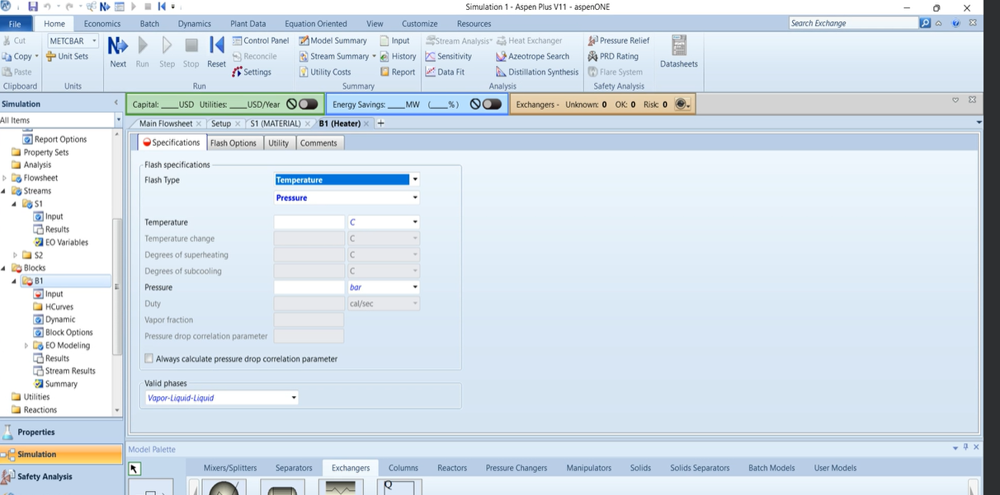 Simulation 1 - Aspen Plus V11 - aspenONE
File Home Economics Batch Dynamics Plant Data Equation Oriented View Customize Resources Search Exchange
Cut METCBAR Control Panel Model Summary Input Stream Analysis Heat Exchanger Pressure Relief
Copy Unit Sets Next Run Step Stop Reset Reconcile Stream Summary History Sensitivity Azeotrope Search PRD Rating Datasheets
Paste Settings Utility Costs Report Data Fit Distillation Synthesis Flare System
Clipboard Units Run Summary Analysis Safety Analysis
Simulation
Capital: ____USD Utilities: ____USD/Year Energy Savings: ____MW (____%) Exchangers - Unknown: 0 OK: 0 Risk: 0
All Items
Main Flowsheet Setup S1 (MATERIAL) B1 (Heater) +
Report Options
Property Sets
Analysis
Flowsheet
Streams
S1
Input
Results
EO Variables
S2
Blocks
B1
Input
HCurves
Dynamic
Block Options
EO Modeling
Results
Stream Results
Summary
Utilities
Reactions
Properties
Simulation
Safety Analysis
Specifications Flash Options Utility Comments
Flash specifications
Flash Type Temperature
Pressure
Temperature C
Temperature change C
Degrees of superheating C
Degrees of subcooling C
Pressure bar
Duty cal/sec
Vapor fraction
Pressure drop correlation parameter
Always calculate pressure drop correlation parameter
Valid phases
Vapor-Liquid-Liquid
Model Palette
Mixers/Splitters Separators Exchangers Columns Reactors Pressure Changers Manipulators Solids Solids Separators Batch Models User Models
Q